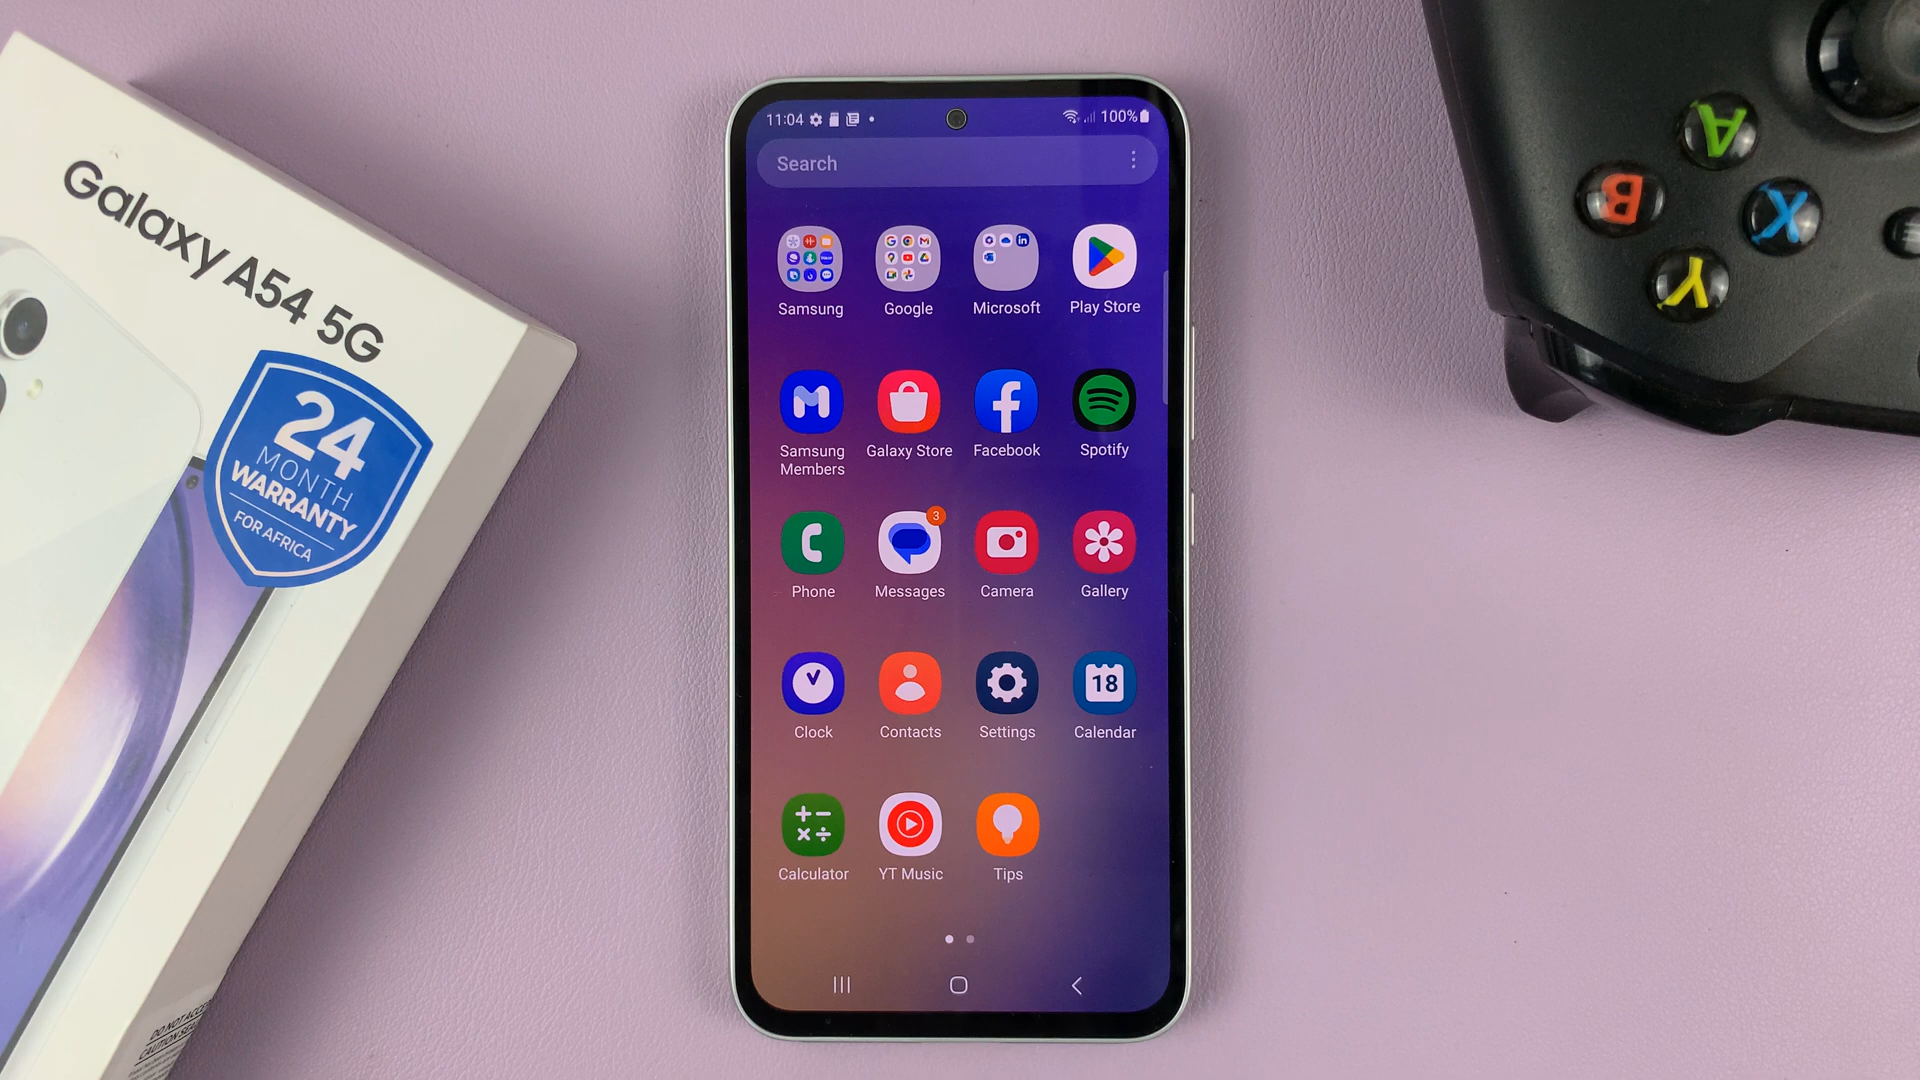 Galaxy A54 5G
24
MONTH
WARRANTY
FOR AFRICA
11:04
100%
Search
Samsung
Google
Microsoft
Play Store
Samsung
Members
Galaxy Store
Facebook
Spotify
3
Phone
Messages
Camera
Gallery
18
Clock
Contacts
Settings
Calendar
Calculator
YT Music
Tips
A
B
X
Y